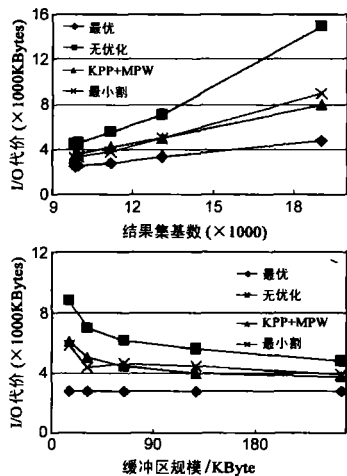 I/O代价(×1000KBytes)
16
12
8
4
0
最优
无优化
KPP+MPW
最小割
9 11 13 15 17 19
结果集基数(×1000)
I/O代价(×1000KBytes)
12
8
4
0
最优
无优化
KPP+MPW
最小割
0 90 180
缓冲区规模/KByte